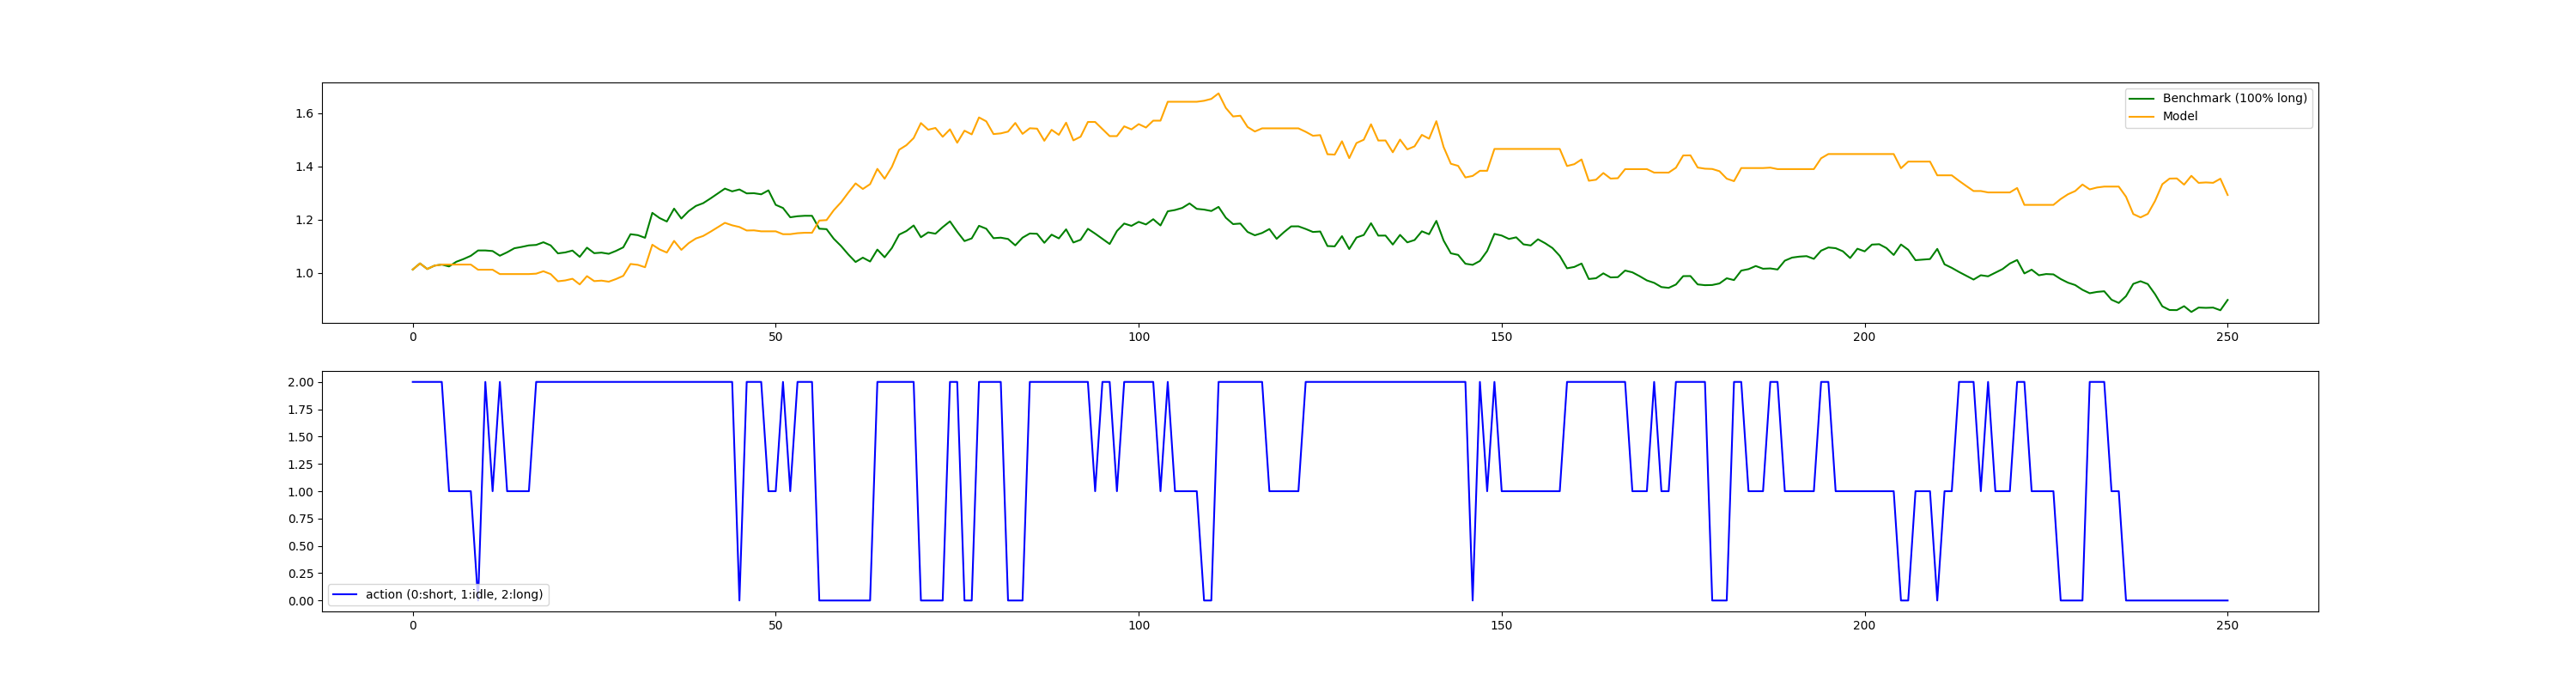 Benchmark (100% long)
Model
1.6
1.4
1.2
1.0
0 50 100 150 200 250
2.00
1.75
1.50
1.25
1.00
0.75
0.50
0.25
0.00
action (0:short, 1:idle, 2:long)
0 50 100 150 200 250